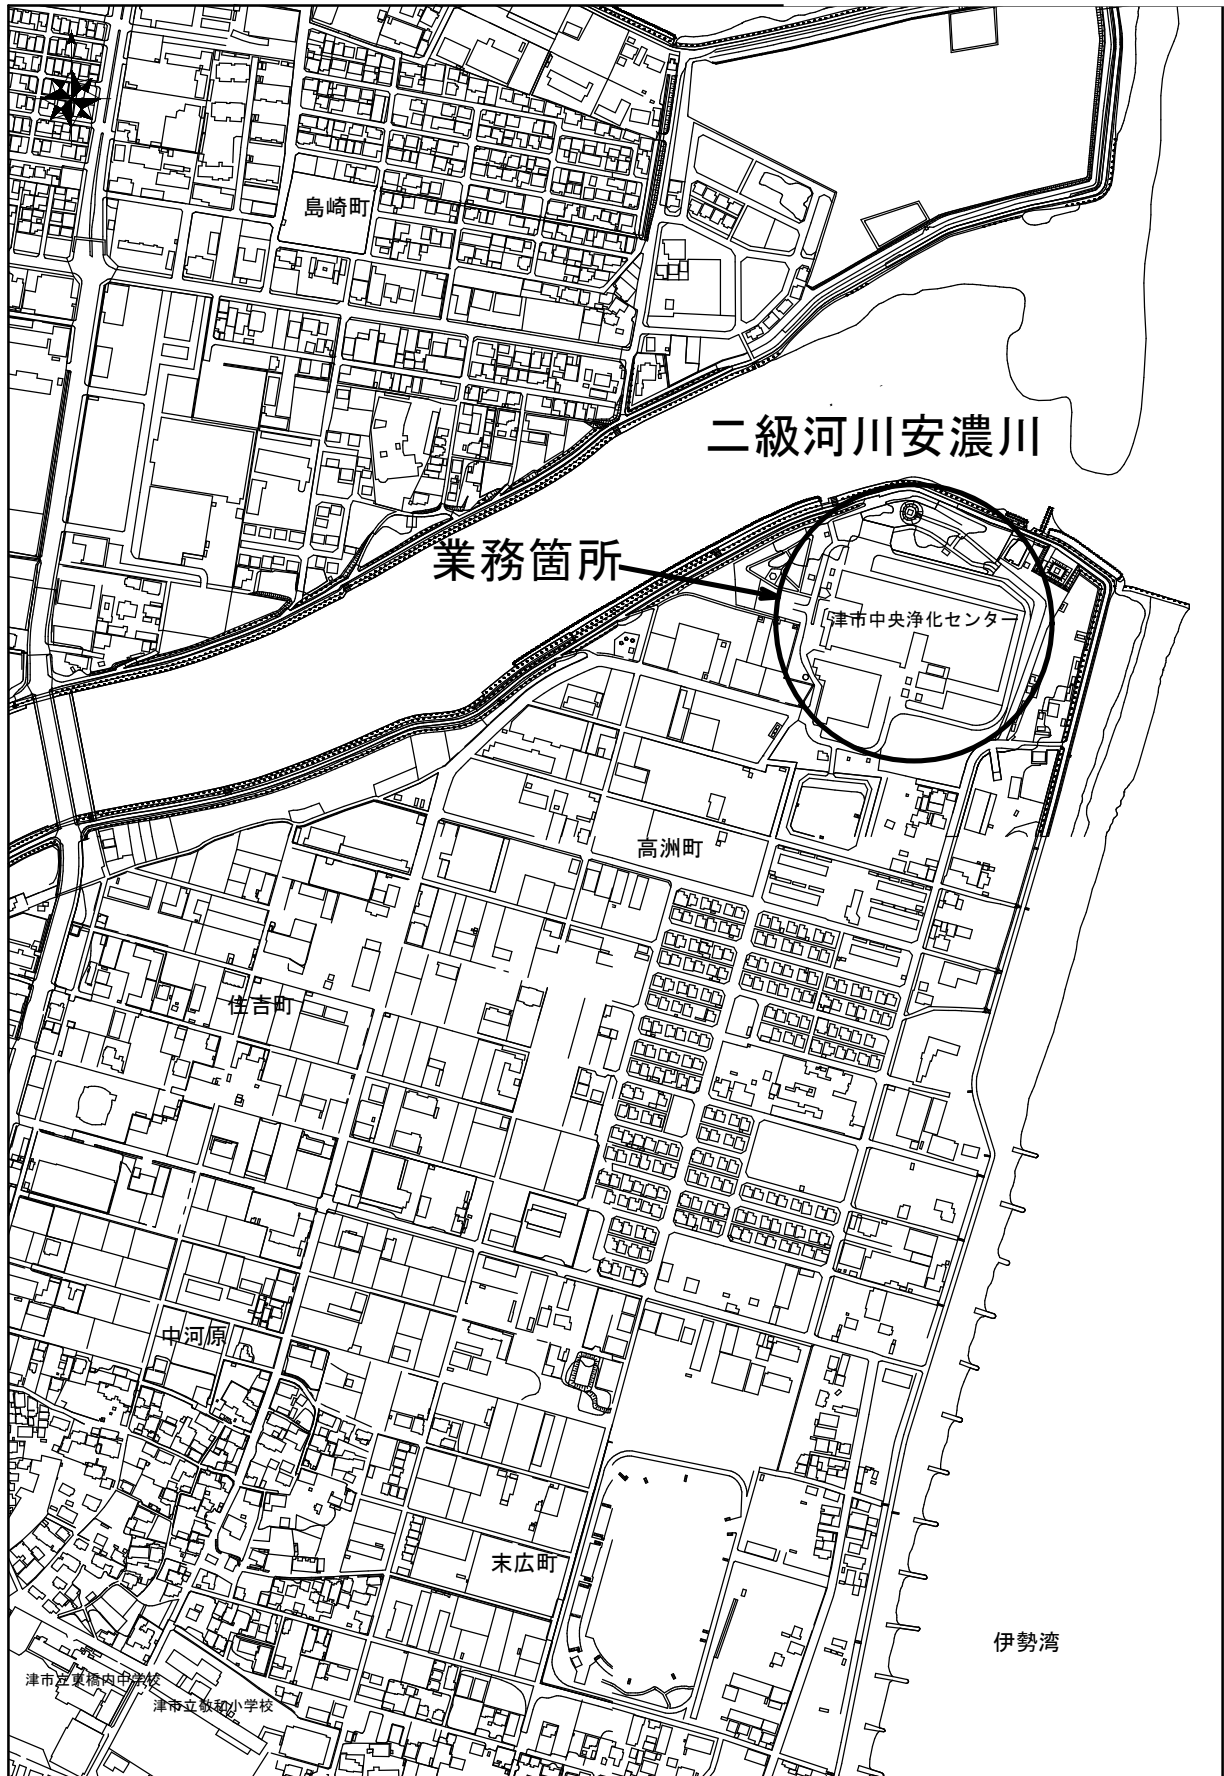 島崎町
二級河川安濃川
業務箇所
津市中央浄化センター
高洲町
住吉町
中河原
末広町
伊勢湾
津市立東橋内中学校
津市立敬和小学校